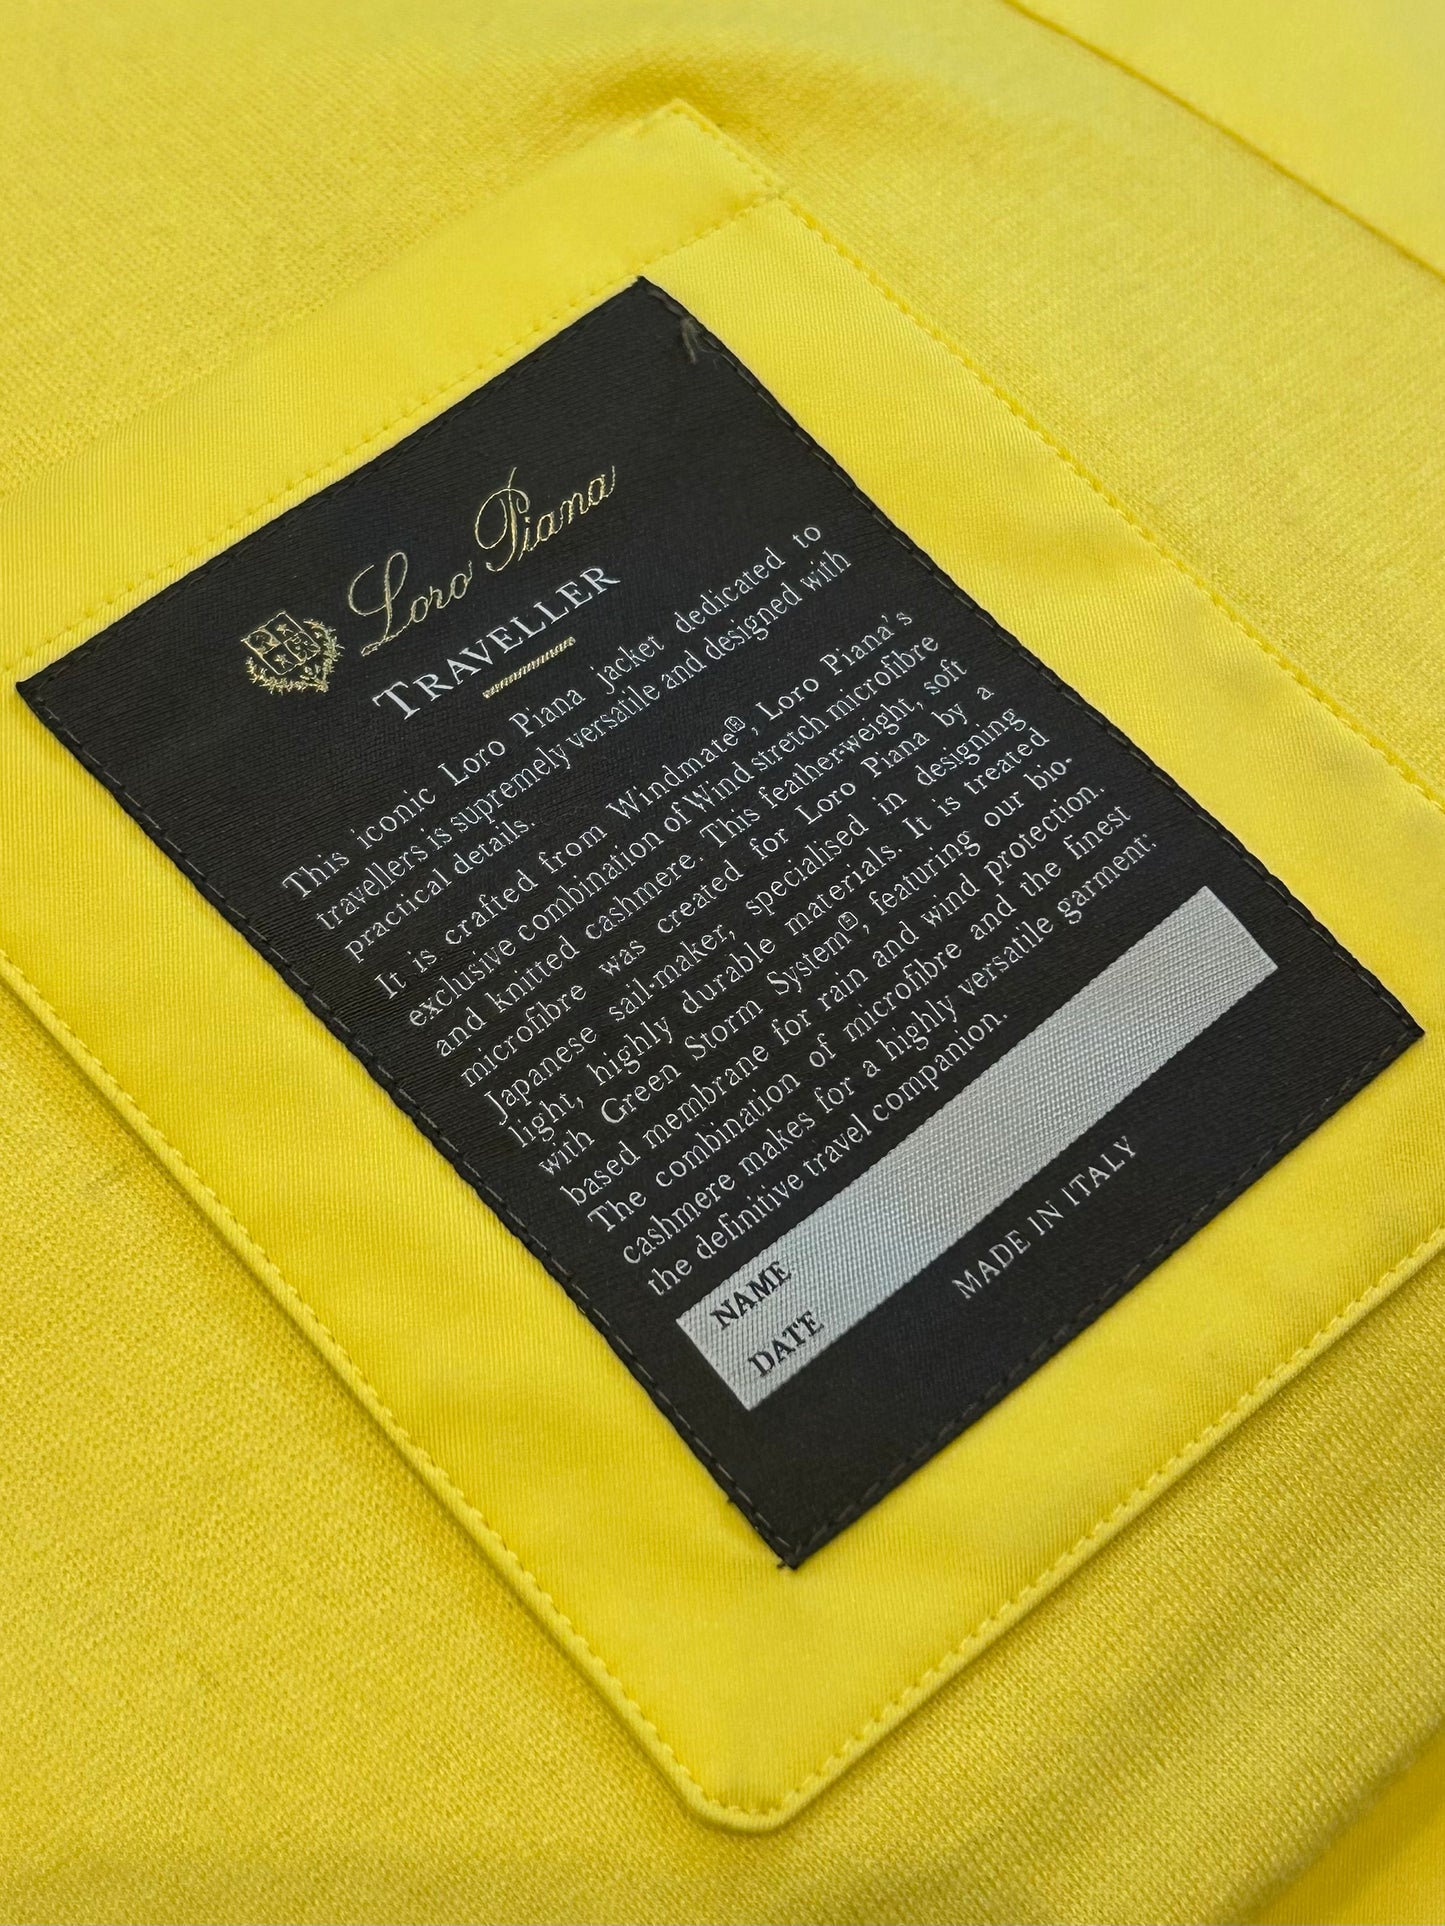 Loro Piana
TRAVELLER
This iconic Loro Piana jacket dedicated to
travellers is supremely versatile and designed with
practical details.
It is crafted from Windmate®, Loro Piana's
exclusive combination of Wind stretch microfibre
and knitted cashmere. This feather-weight, soft
microfibre was created for Loro Piana by a
Japanese sail-maker, specialised in designing
light, highly durable materials. It is treated
with Green Storm System®, featuring our bio-
based membrane for rain and wind protection.
The combination of microfibre and the finest
cashmere makes for a highly versatile garment:
the definitive travel companion.
NAME
DATE
MADE IN ITALY